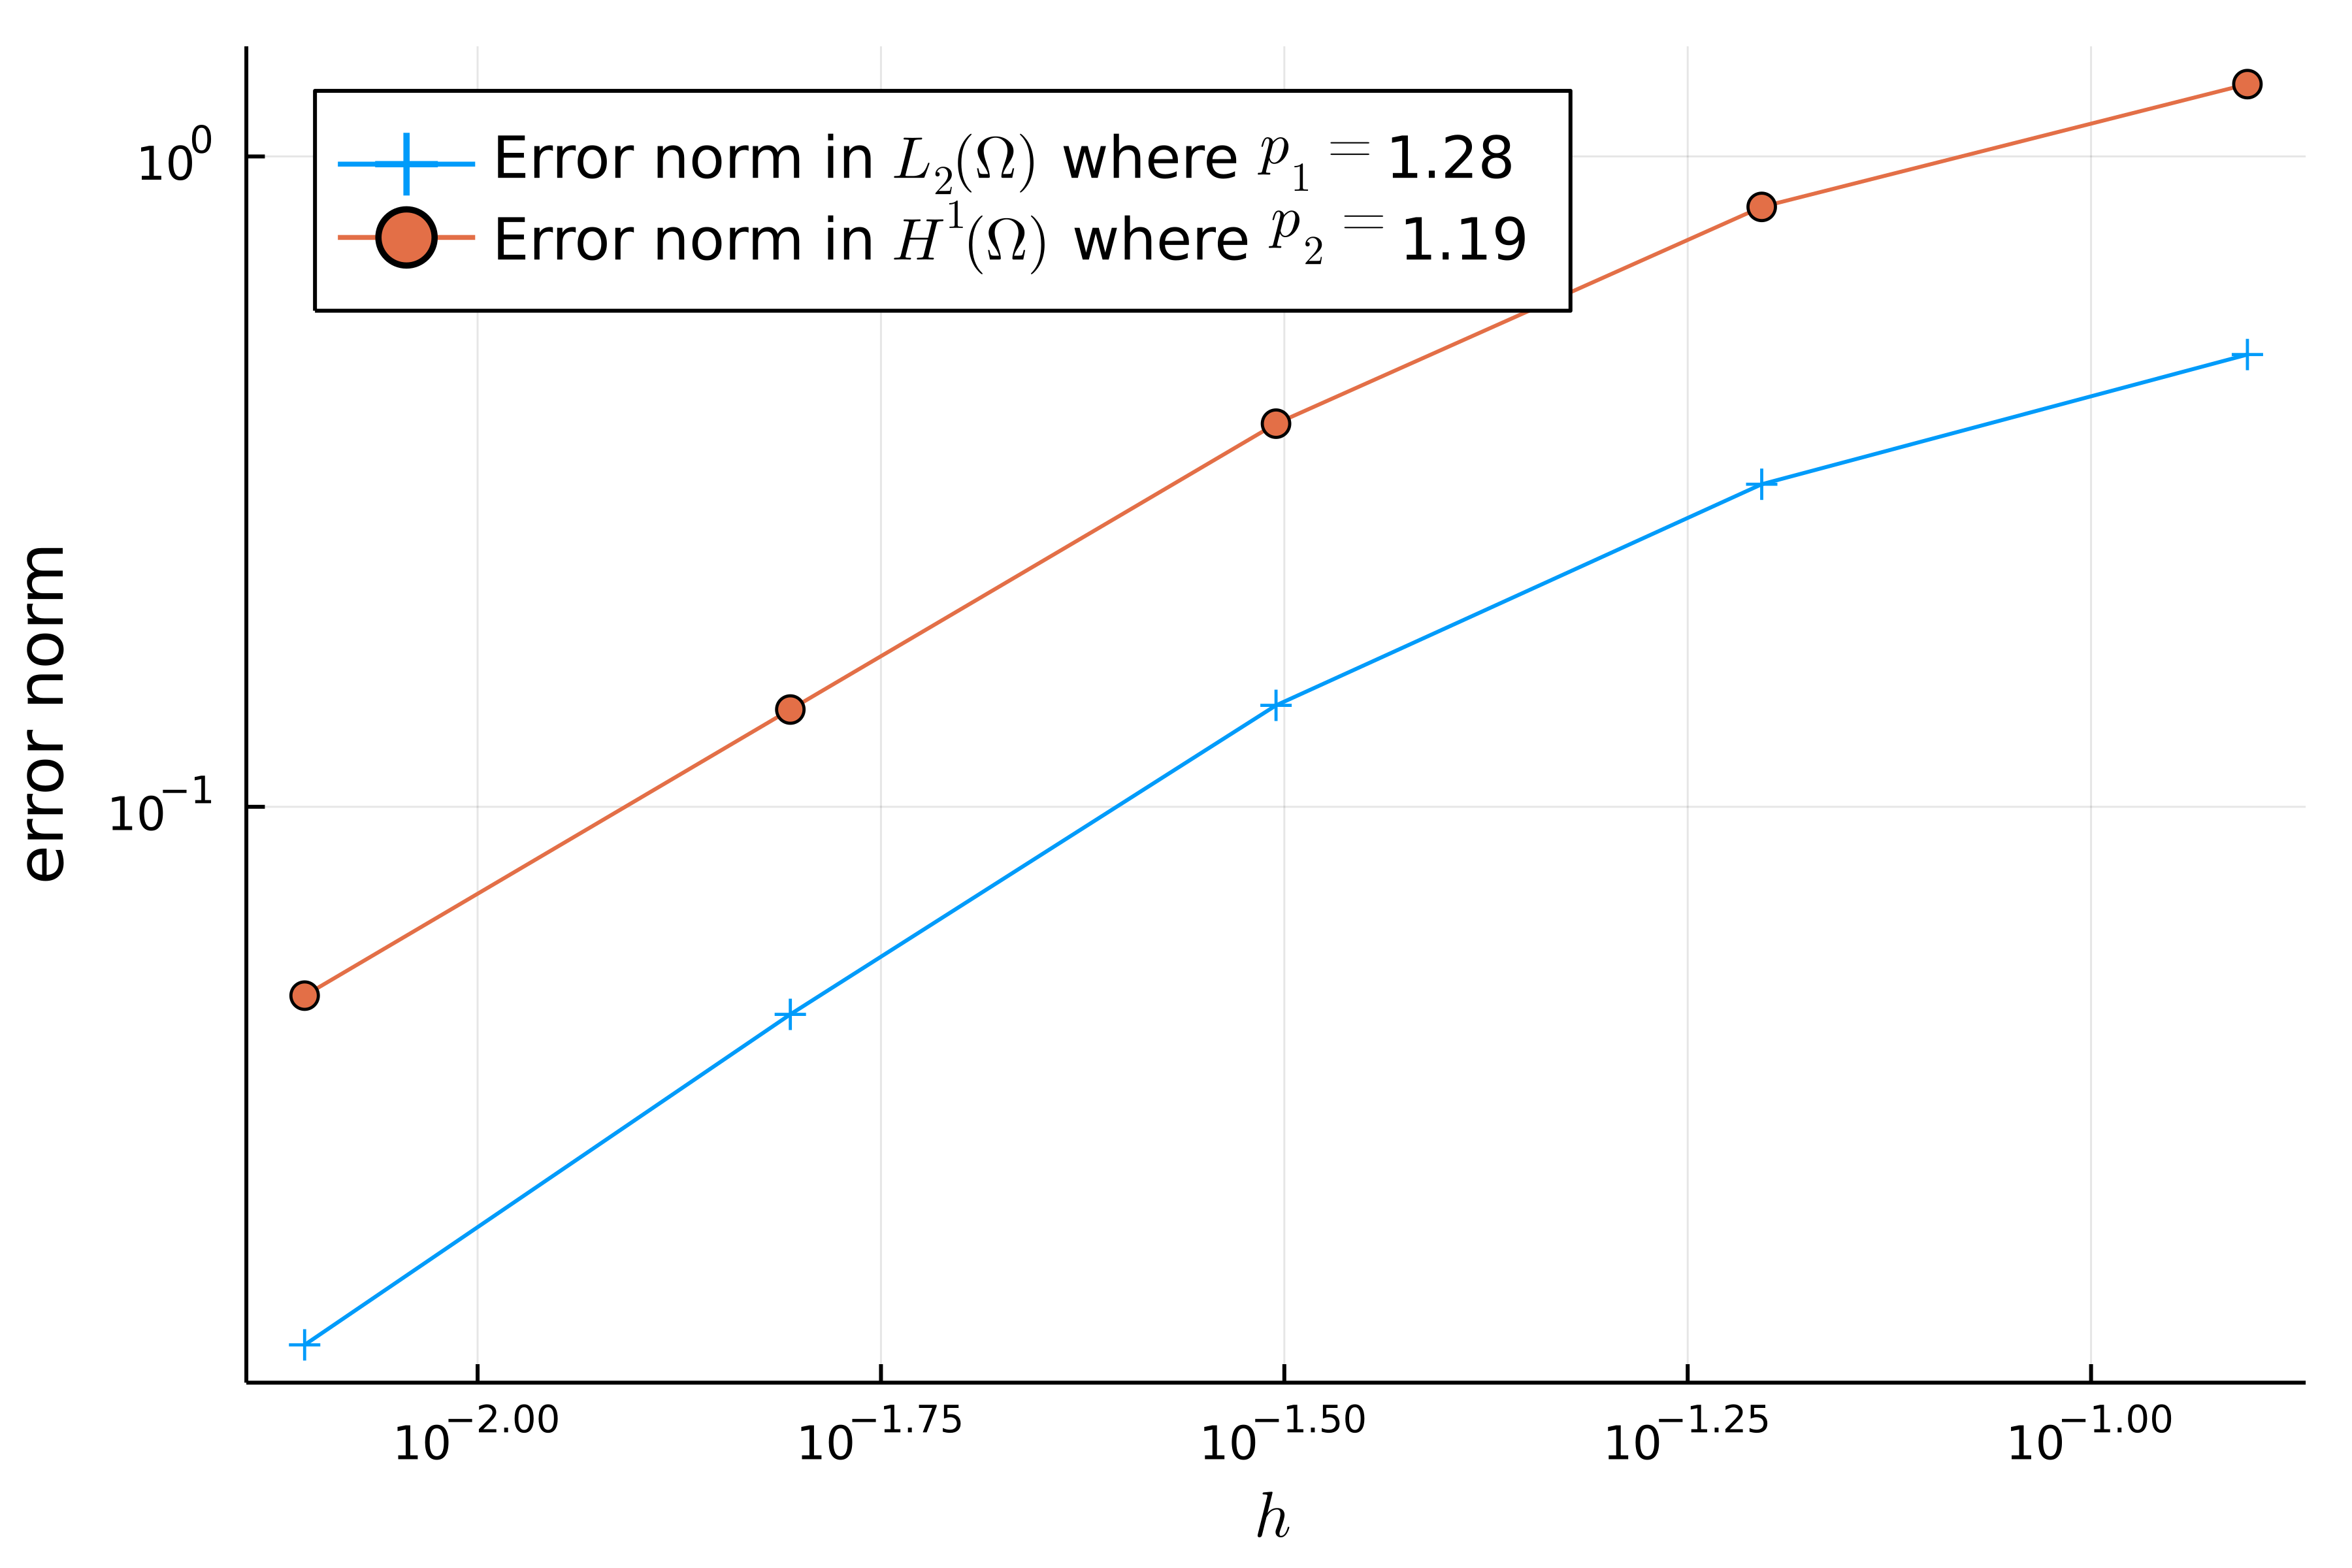 Error norm in L₂(Ω) where p₁ = 1.28
Error norm in H¹(Ω) where p₂ = 1.19
10⁰
10⁻¹
error norm
10⁻²·⁰⁰ 10⁻¹·⁷⁵ 10⁻¹·⁵⁰ 10⁻¹·²⁵ 10⁻¹·⁰⁰
h